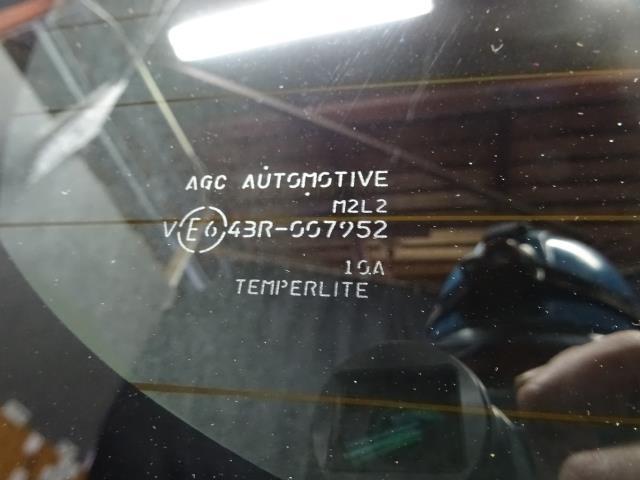 AGC AUTOMOTIVE
M2L2
V E6 43R-007952
10A
TEMPERLITE